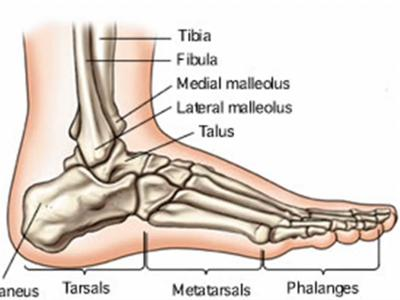 Tibia
Fibula
Medial malleolus
Lateral malleolus
Talus
aneus
Tarsals
Metatarsals
Phalanges